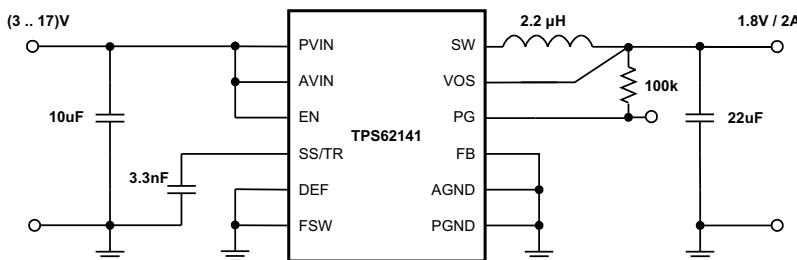 (3 .. 17)V
2.2 µH
1.8V / 2A
PVIN
SW
AVIN
VOS
100k
10uF
EN
PG
22uF
TPS62141
SS/TR
FB
3.3nF
DEF
AGND
FSW
PGND